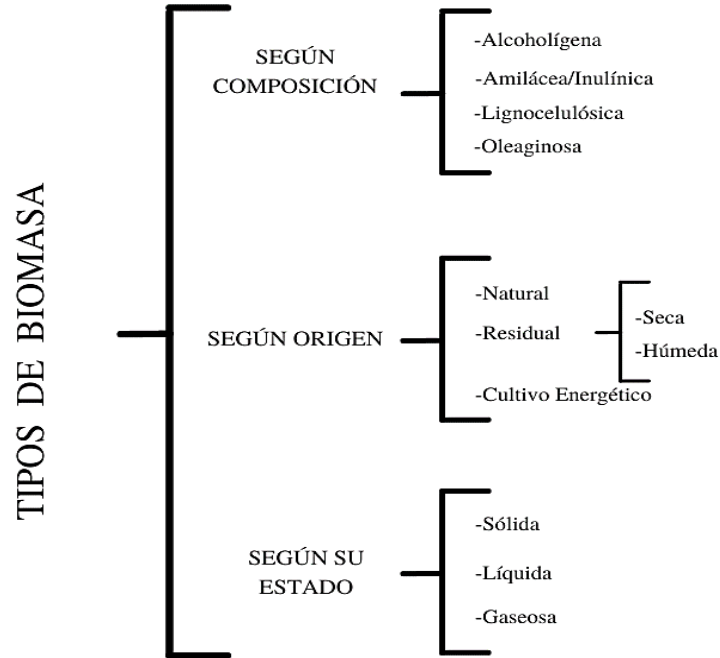 TIPOS DE BIOMASA
SEGÚN
COMPOSICIÓN
-Alcoholígena
-Amilácea/Inulínica
-Lignocelulósica
-Oleaginosa
SEGÚN ORIGEN
-Natural
-Residual
-Seca
-Húmeda
-Cultivo Energético
SEGÚN SU
ESTADO
-Sólida
-Líquida
-Gaseosa